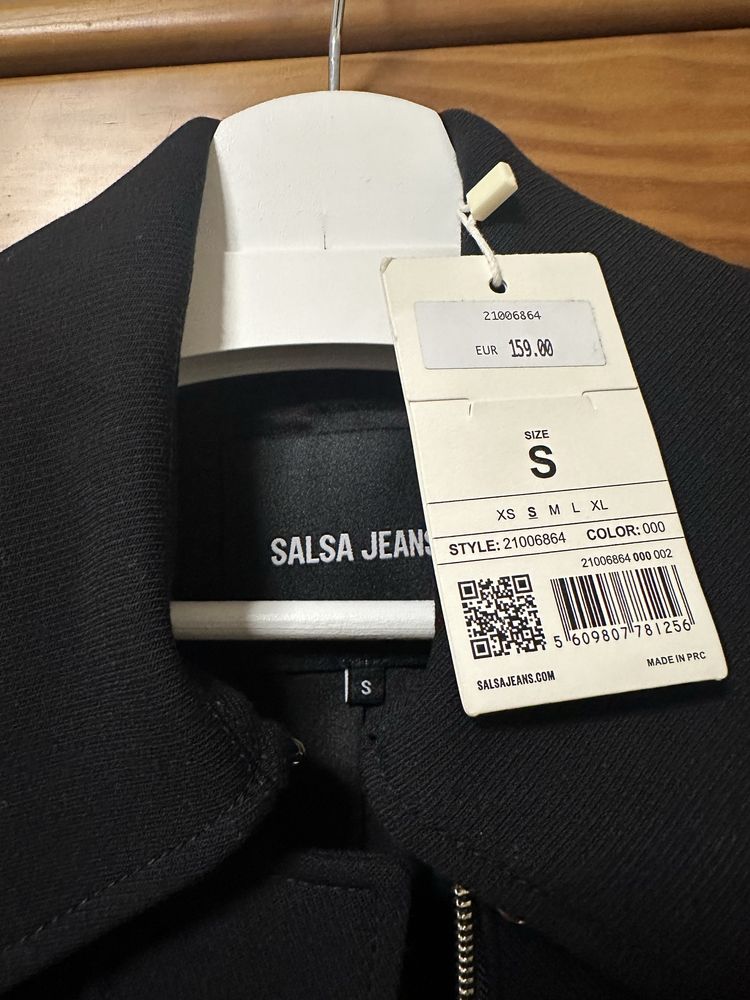 21006864
EUR 159.00
SIZE
S
XS S M L XL
STYLE: 21006864 COLOR: 000
21006864 000 002
5 609807 781256
MADE IN PRC
SALSAJEANS.COM
SALSA JEANS
S